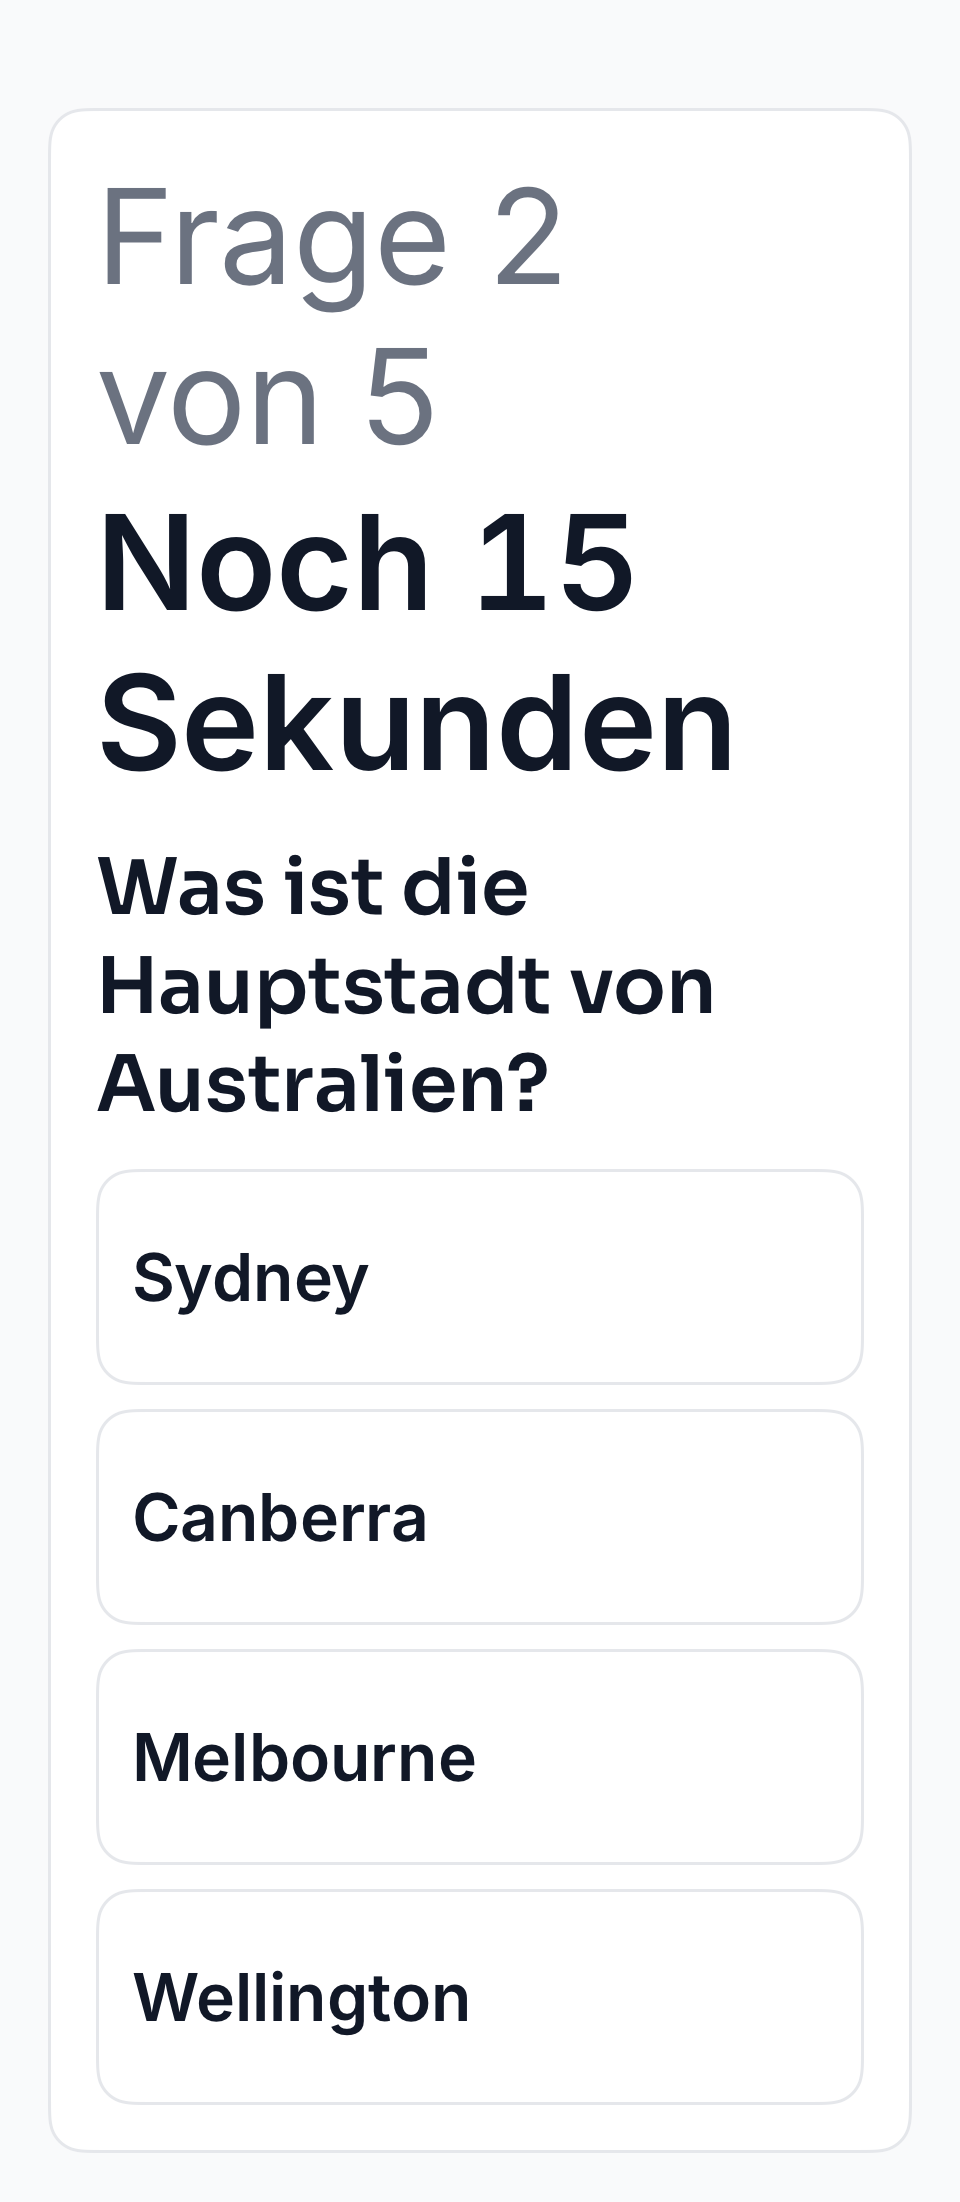 Frage 2
von 5
Noch 15
Sekunden
Was ist die
Hauptstadt von
Australien?
Sydney
Canberra
Melbourne
Wellington